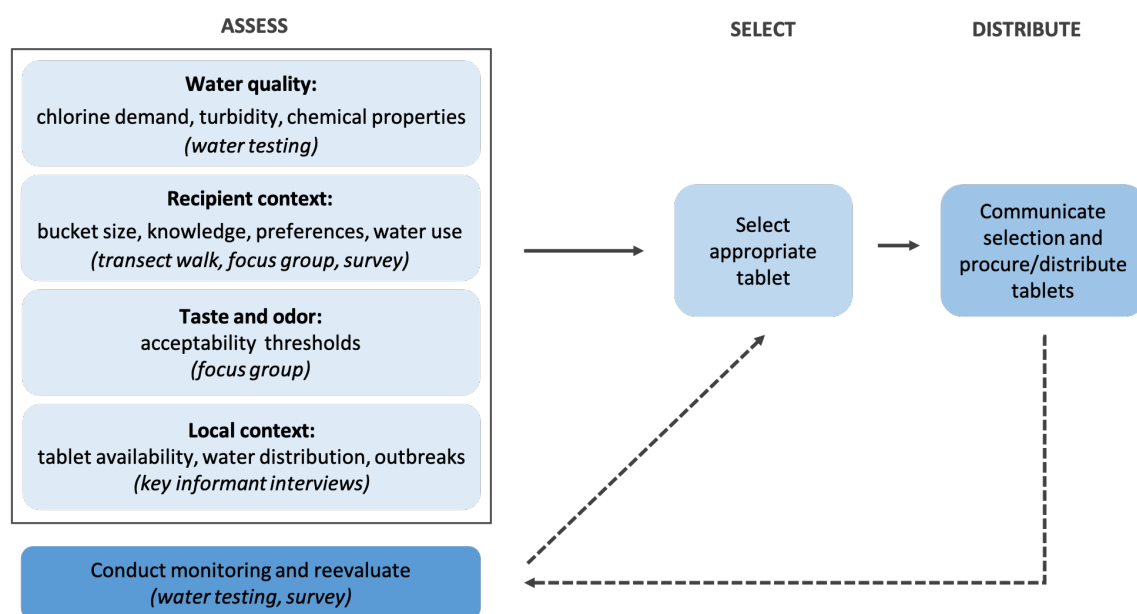 ASSESS
SELECT
DISTRIBUTE
Water quality:
chlorine demand, turbidity, chemical properties
(water testing)
Recipient context:
bucket size, knowledge, preferences, water use
(transect walk, focus group, survey)
Taste and odor:
acceptability thresholds
(focus group)
Local context:
tablet availability, water distribution, outbreaks
(key informant interviews)
Select
appropriate
tablet
Communicate
selection and
procure/distribute
tablets
Conduct monitoring and reevaluate
(water testing, survey)